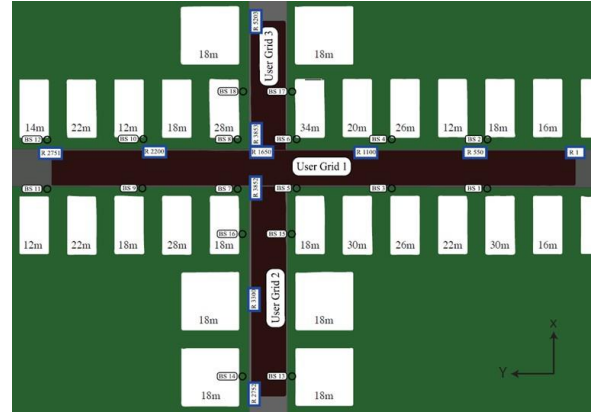 R 5203
18m
18m
User Grid 3
BS 18
BS 17
14m
22m
12m
18m
28m
34m
20m
26m
12m
18m
16m
R 3853
BS 12
BS 10
BS 8
BS 6
BS 4
BS 2
R 2751
R 2200
R 1650
R 1100
R 550
R 1
User Grid 1
BS 11
BS 9
BS 7
R 3852
BS 5
BS 3
BS 1
BS 16
BS 15
12m
22m
18m
28m
18m
18m
30m
26m
22m
30m
16m
User Grid 2
R 3300
18m
18m
X
Y
BS 14
BS 13
R 2752
18m
18m